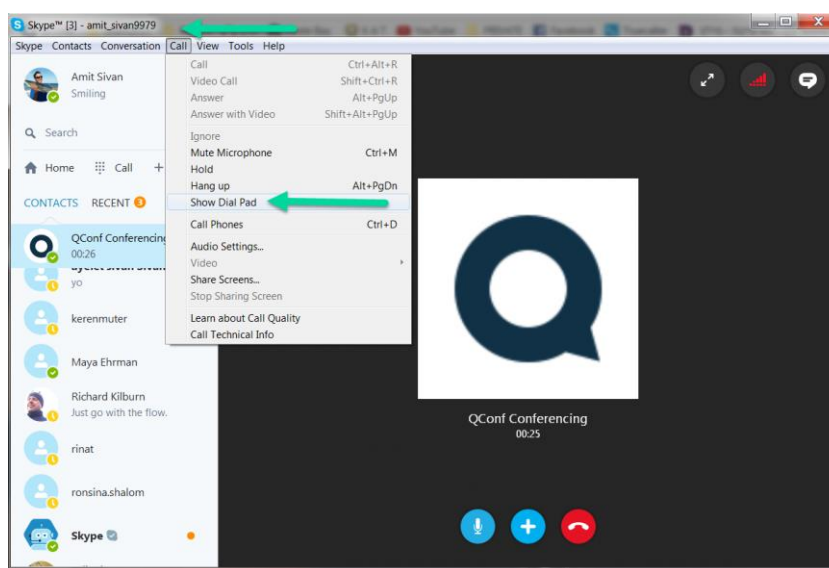 Skype™ [3] - amit_sivan9979
Skype Contacts Conversation Call View Tools Help
Amit Sivan
Smiling
Search
Home Call +
CONTACTS RECENT 3
QConf Conferencing
00:26
ayelet sivan sivan
yo
kerenmuter
Maya Ehrman
Richard Kilburn
Just go with the flow.
rinat
ronsina.shalom
Skype
Call Ctrl+Alt+R
Video Call Shift+Ctrl+R
Answer Alt+PgUp
Answer with Video Shift+Alt+PgUp
Ignore
Mute Microphone Ctrl+M
Hold
Hang up Alt+PgDn
Show Dial Pad
Call Phones Ctrl+D
Audio Settings...
Video
Share Screens...
Stop Sharing Screen
Learn about Call Quality
Call Technical Info
QConf Conferencing
00:25